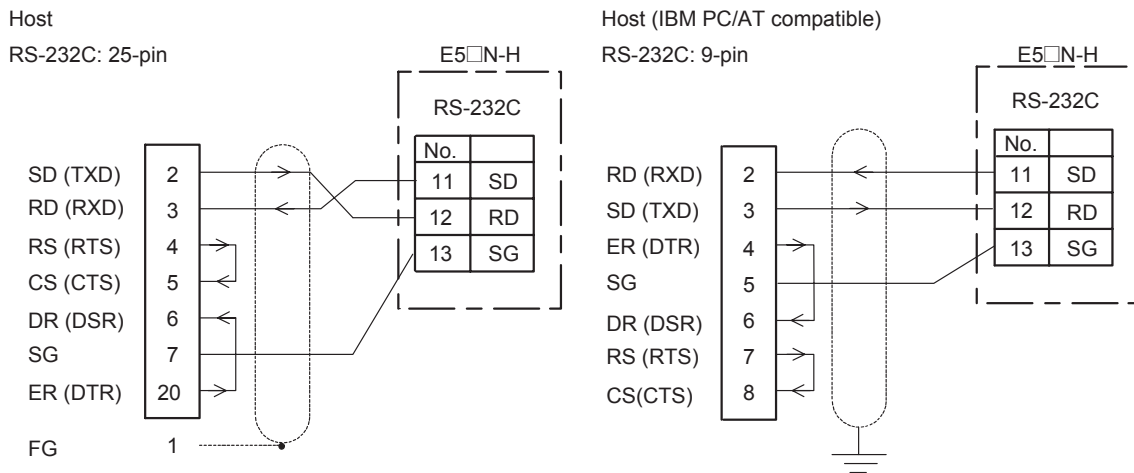 Host
RS-232C: 25-pin
E5□N-H
RS-232C
No.
11 SD
12 RD
13 SG
SD (TXD) 2
RD (RXD) 3
RS (RTS) 4
CS (CTS) 5
DR (DSR) 6
SG 7
ER (DTR) 20
FG 1
Host (IBM PC/AT compatible)
RS-232C: 9-pin
E5□N-H
RS-232C
No.
11 SD
12 RD
13 SG
RD (RXD) 2
SD (TXD) 3
ER (DTR) 4
SG 5
DR (DSR) 6
RS (RTS) 7
CS(CTS) 8